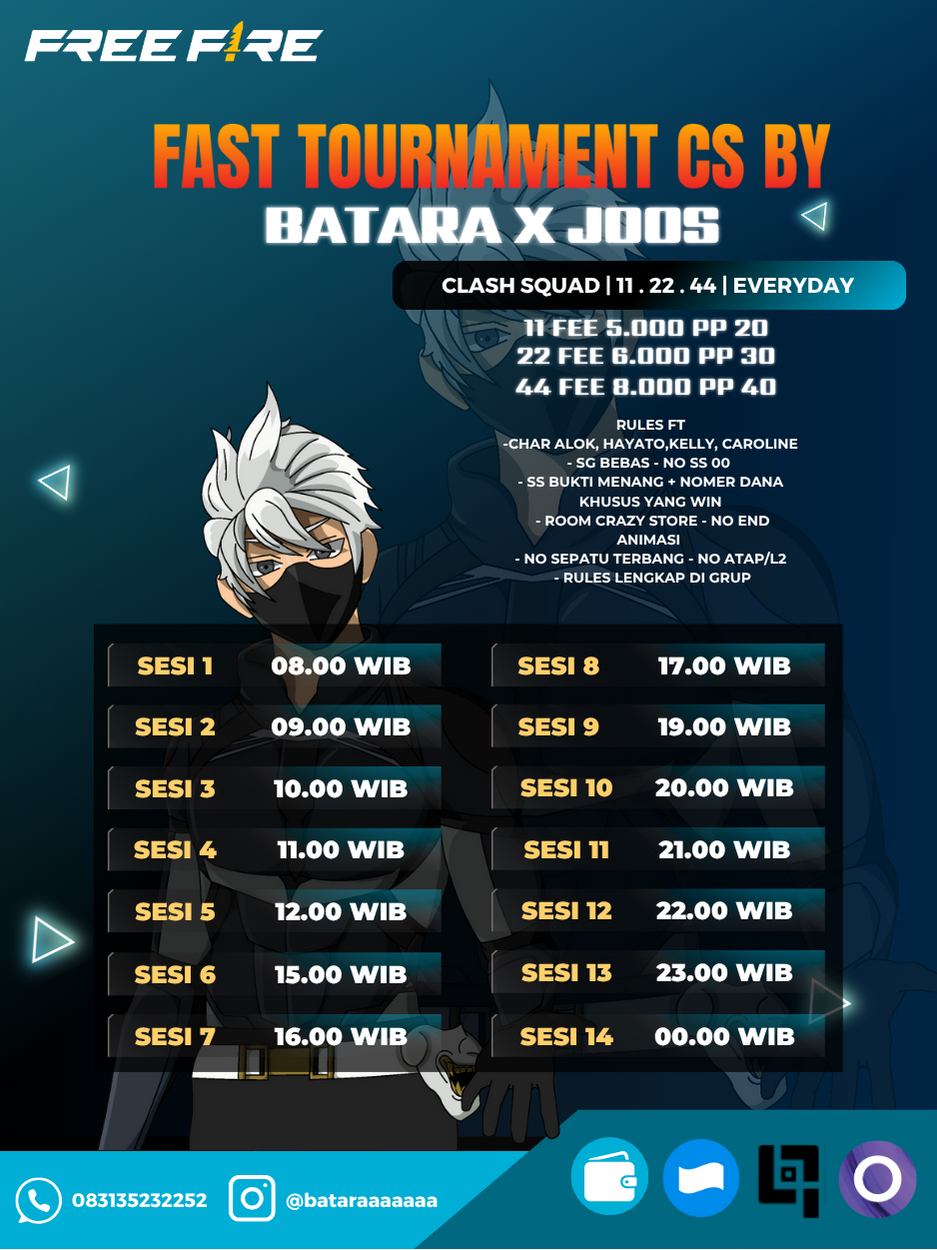 FREE FIRE
FAST TOURNAMENT CS BY
BATARA X JOOS
CLASH SQUAD | 11 . 22 . 44 | EVERYDAY
11 FEE 5.000 PP 20
22 FEE 6.000 PP 30
44 FEE 8.000 PP 40
RULES FT
-CHAR ALOK, HAYATO,KELLY, CAROLINE
- SG BEBAS - NO SS 00
- SS BUKTI MENANG + NOMER DANA
KHUSUS YANG WIN
- ROOM CRAZY STORE - NO END
ANIMASI
- NO SEPATU TERBANG - NO ATAP/L2
- RULES LENGKAP DI GRUP
SESI 1 08.00 WIB
SESI 2 09.00 WIB
SESI 3 10.00 WIB
SESI 4 11.00 WIB
SESI 5 12.00 WIB
SESI 6 15.00 WIB
SESI 7 16.00 WIB
SESI 8 17.00 WIB
SESI 9 19.00 WIB
SESI 10 20.00 WIB
SESI 11 21.00 WIB
SESI 12 22.00 WIB
SESI 13 23.00 WIB
SESI 14 00.00 WIB
083135232252 @bataraaaaaaa